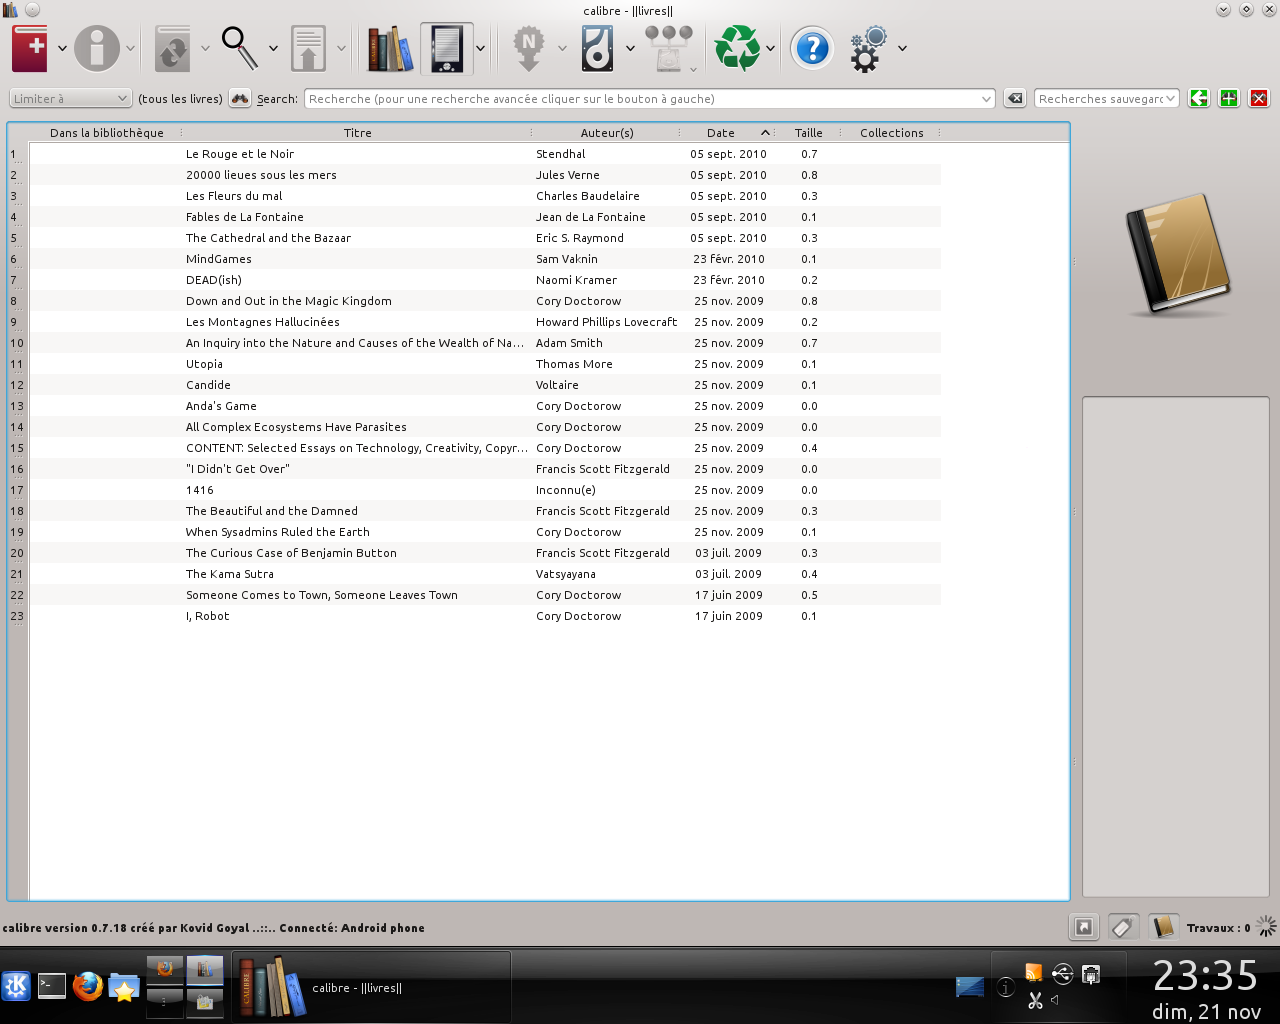 calibre - ||livres||
N
Limiter à (tous les livres) Search: Recherche (pour une recherche avancée cliquer sur le bouton à gauche) Recherches sauvegarc
Dans la bibliothèque Titre Auteur(s) Date Taille Collections
1 Le Rouge et le Noir Stendhal 05 sept. 2010 0.7
2 20000 lieues sous les mers Jules Verne 05 sept. 2010 0.8
3 Les Fleurs du mal Charles Baudelaire 05 sept. 2010 0.3
4 Fables de La Fontaine Jean de La Fontaine 05 sept. 2010 0.1
5 The Cathedral and the Bazaar Eric S. Raymond 05 sept. 2010 0.3
6 MindGames Sam Vaknin 23 févr. 2010 0.1
7 DEAD(ish) Naomi Kramer 23 févr. 2010 0.2
8 Down and Out in the Magic Kingdom Cory Doctorow 25 nov. 2009 0.8
9 Les Montagnes Hallucinées Howard Phillips Lovecraft 25 nov. 2009 0.2
10 An Inquiry into the Nature and Causes of the Wealth of Na... Adam Smith 25 nov. 2009 0.7
11 Utopia Thomas More 25 nov. 2009 0.1
12 Candide Voltaire 25 nov. 2009 0.1
13 Anda's Game Cory Doctorow 25 nov. 2009 0.0
14 All Complex Ecosystems Have Parasites Cory Doctorow 25 nov. 2009 0.0
15 CONTENT: Selected Essays on Technology, Creativity, Copyr... Cory Doctorow 25 nov. 2009 0.4
16 "I Didn't Get Over" Francis Scott Fitzgerald 25 nov. 2009 0.0
17 1416 Inconnu(e) 25 nov. 2009 0.0
18 The Beautiful and the Damned Francis Scott Fitzgerald 25 nov. 2009 0.3
19 When Sysadmins Ruled the Earth Cory Doctorow 25 nov. 2009 0.1
20 The Curious Case of Benjamin Button Francis Scott Fitzgerald 03 juil. 2009 0.3
21 The Kama Sutra Vatsyayana 03 juil. 2009 0.4
22 Someone Comes to Town, Someone Leaves Town Cory Doctorow 17 juin 2009 0.5
23 I, Robot Cory Doctorow 17 juin 2009 0.1
calibre version 0.7.18 créé par Kovid Goyal ..::.. Connecté: Android phone Travaux : 0
CALIBRE calibre - ||livres|| 23:35
dim, 21 nov